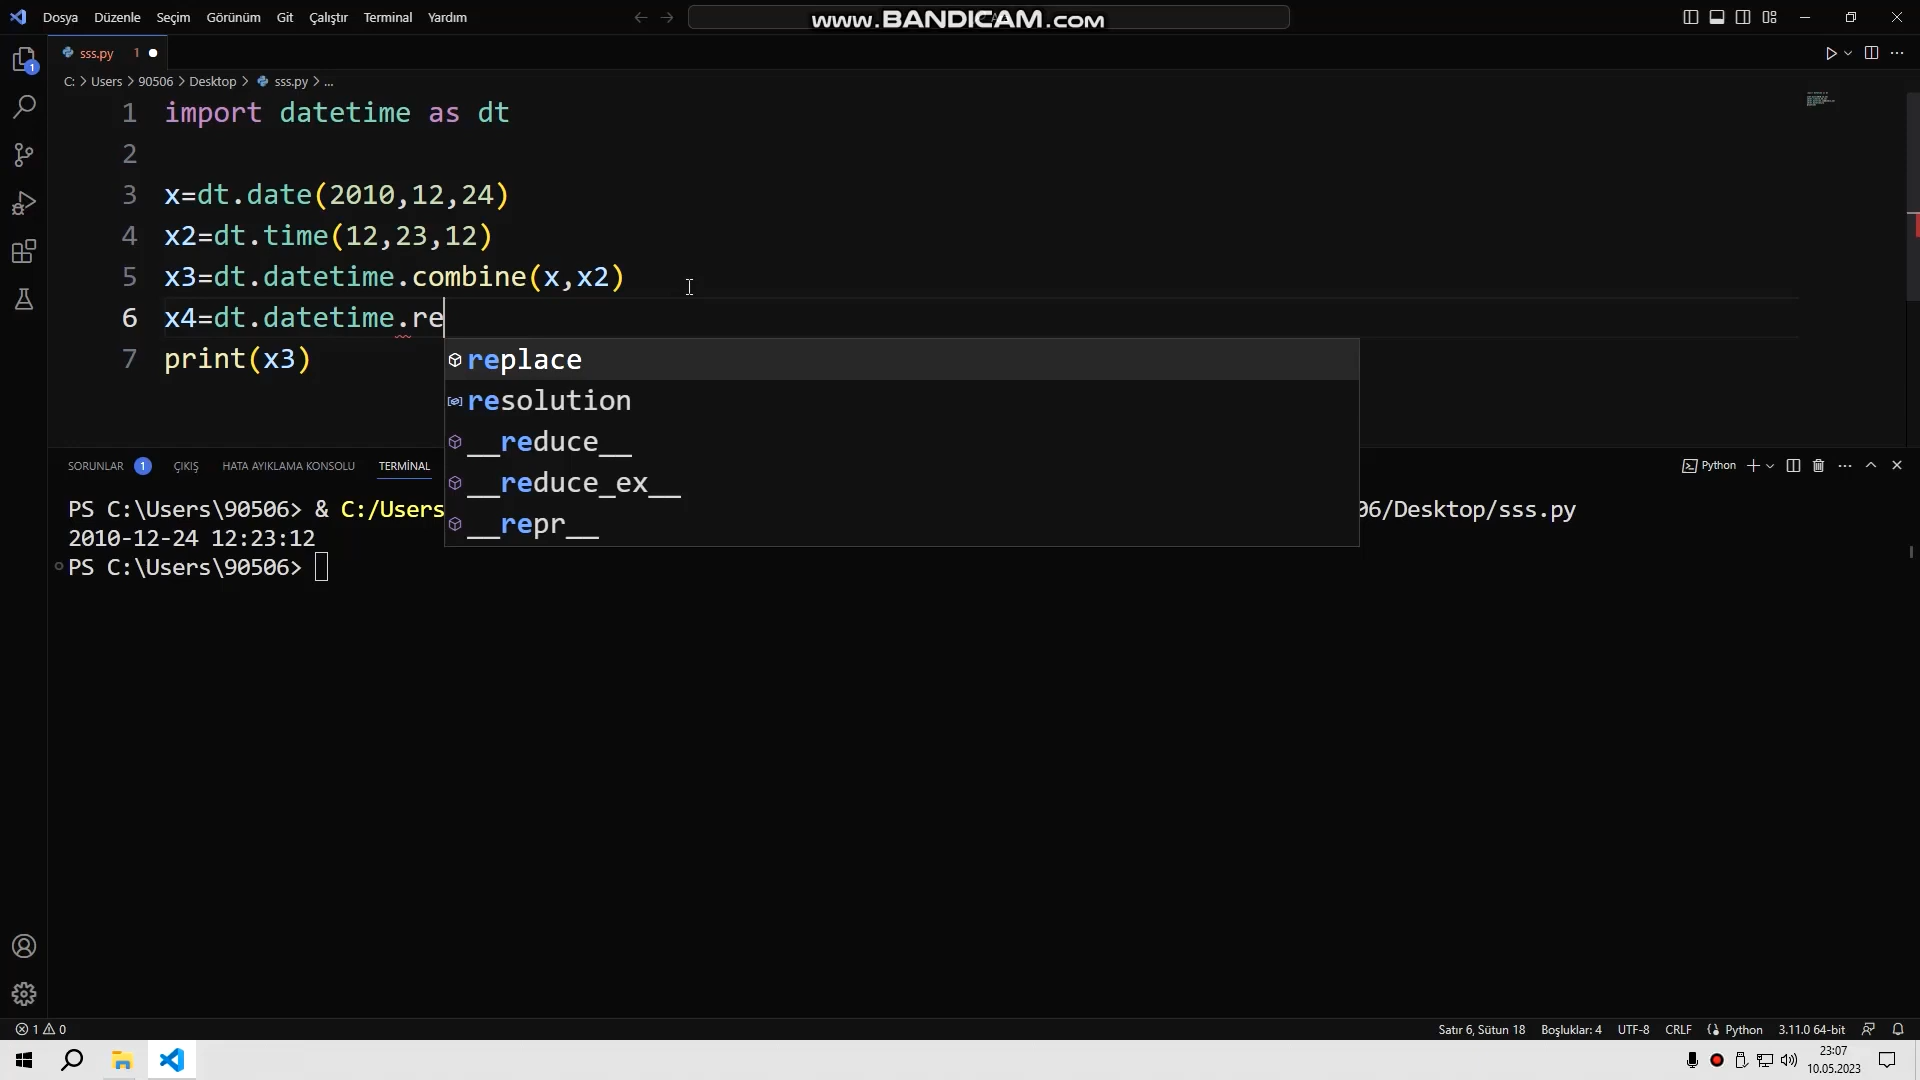 Dosya Düzenle Seçim Görünüm Git Çalıştır Terminal Yardım
www.BANDICAM.com
sss.py 1
C: > Users > 90506 > Desktop > sss.py > ...
1 import datetime as dt
2
3 x=dt.date(2010,12,24)
4 x2=dt.time(12,23,12)
5 x3=dt.datetime.combine(x,x2)
6 x4=dt.datetime.re
7 print(x3)
replace
resolution
__reduce__
__reduce_ex__
__repr__
SORUNLAR 1 ÇIKIŞ HATA AYIKLAMA KONSOLU TERMİNAL
Python
PS C:\Users\90506> & C:/Users 06/Desktop/sss.py
2010-12-24 12:23:12
PS C:\Users\90506>
1 0
Satır 6, Sütun 18 Boşluklar: 4 UTF-8 CRLF Python 3.11.0 64-bit
23:07
10.05.2023